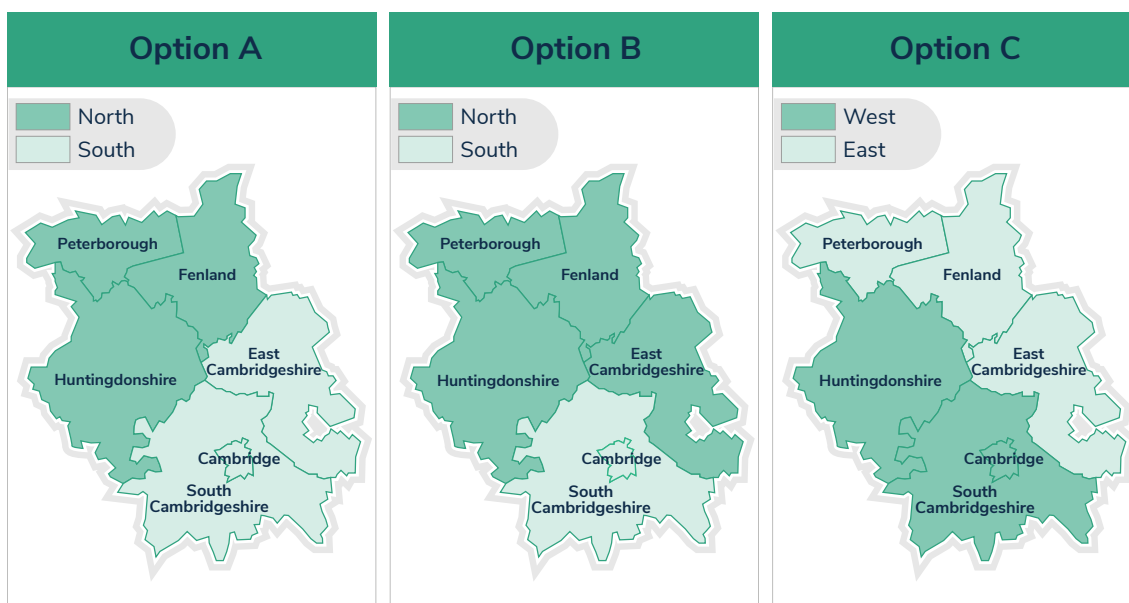 Option A
North
South
Peterborough
Fenland
East
Cambridgeshire
Huntingdonshire
Cambridge
South
Cambridgeshire
Option B
North
South
Peterborough
Fenland
East
Cambridgeshire
Huntingdonshire
Cambridge
South
Cambridgeshire
Option C
West
East
Peterborough
Fenland
East
Cambridgeshire
Huntingdonshire
Cambridge
South
Cambridgeshire